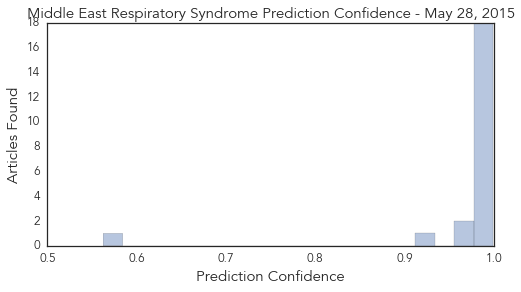 Middle East Respiratory Syndrome Prediction Confidence - May 28, 2015
18
16
14
12
10
8
6
4
2
0
Articles Found
0.5 0.6 0.7 0.8 0.9 1.0
Prediction Confidence